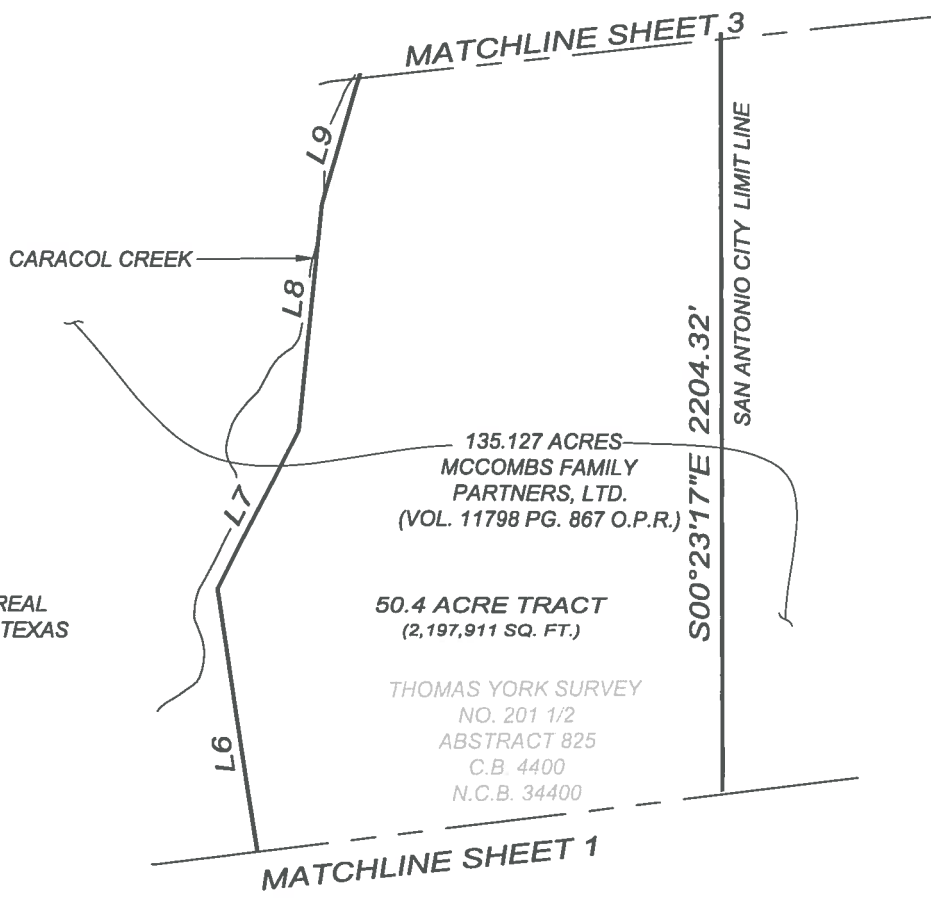 MATCHLINE SHEET 3
L9
SAN ANTONIO CITY LIMIT LINE
CARACOL CREEK
L8
S00°23'17"E 2204.32'
135.127 ACRES
MCCOMBS FAMILY
PARTNERS, LTD.
(VOL. 11798 PG. 867 O.P.R.)
L7
REAL
TEXAS
50.4 ACRE TRACT
(2,197,911 SQ. FT.)
THOMAS YORK SURVEY
NO. 201 1/2
ABSTRACT 825
C.B. 4400
N.C.B. 34400
L6
MATCHLINE SHEET 1